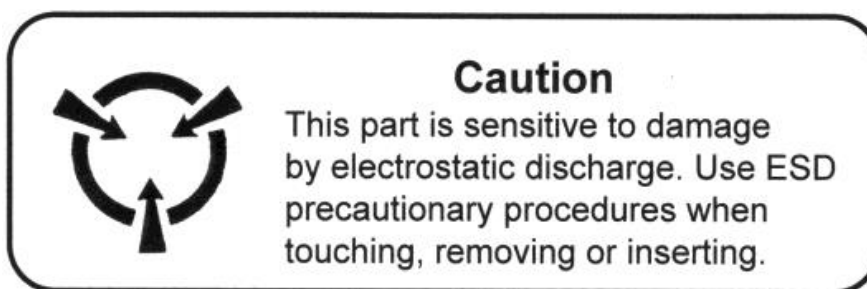 Caution
This part is sensitive to damage
by electrostatic discharge. Use ESD
precautionary procedures when
touching, removing or inserting.